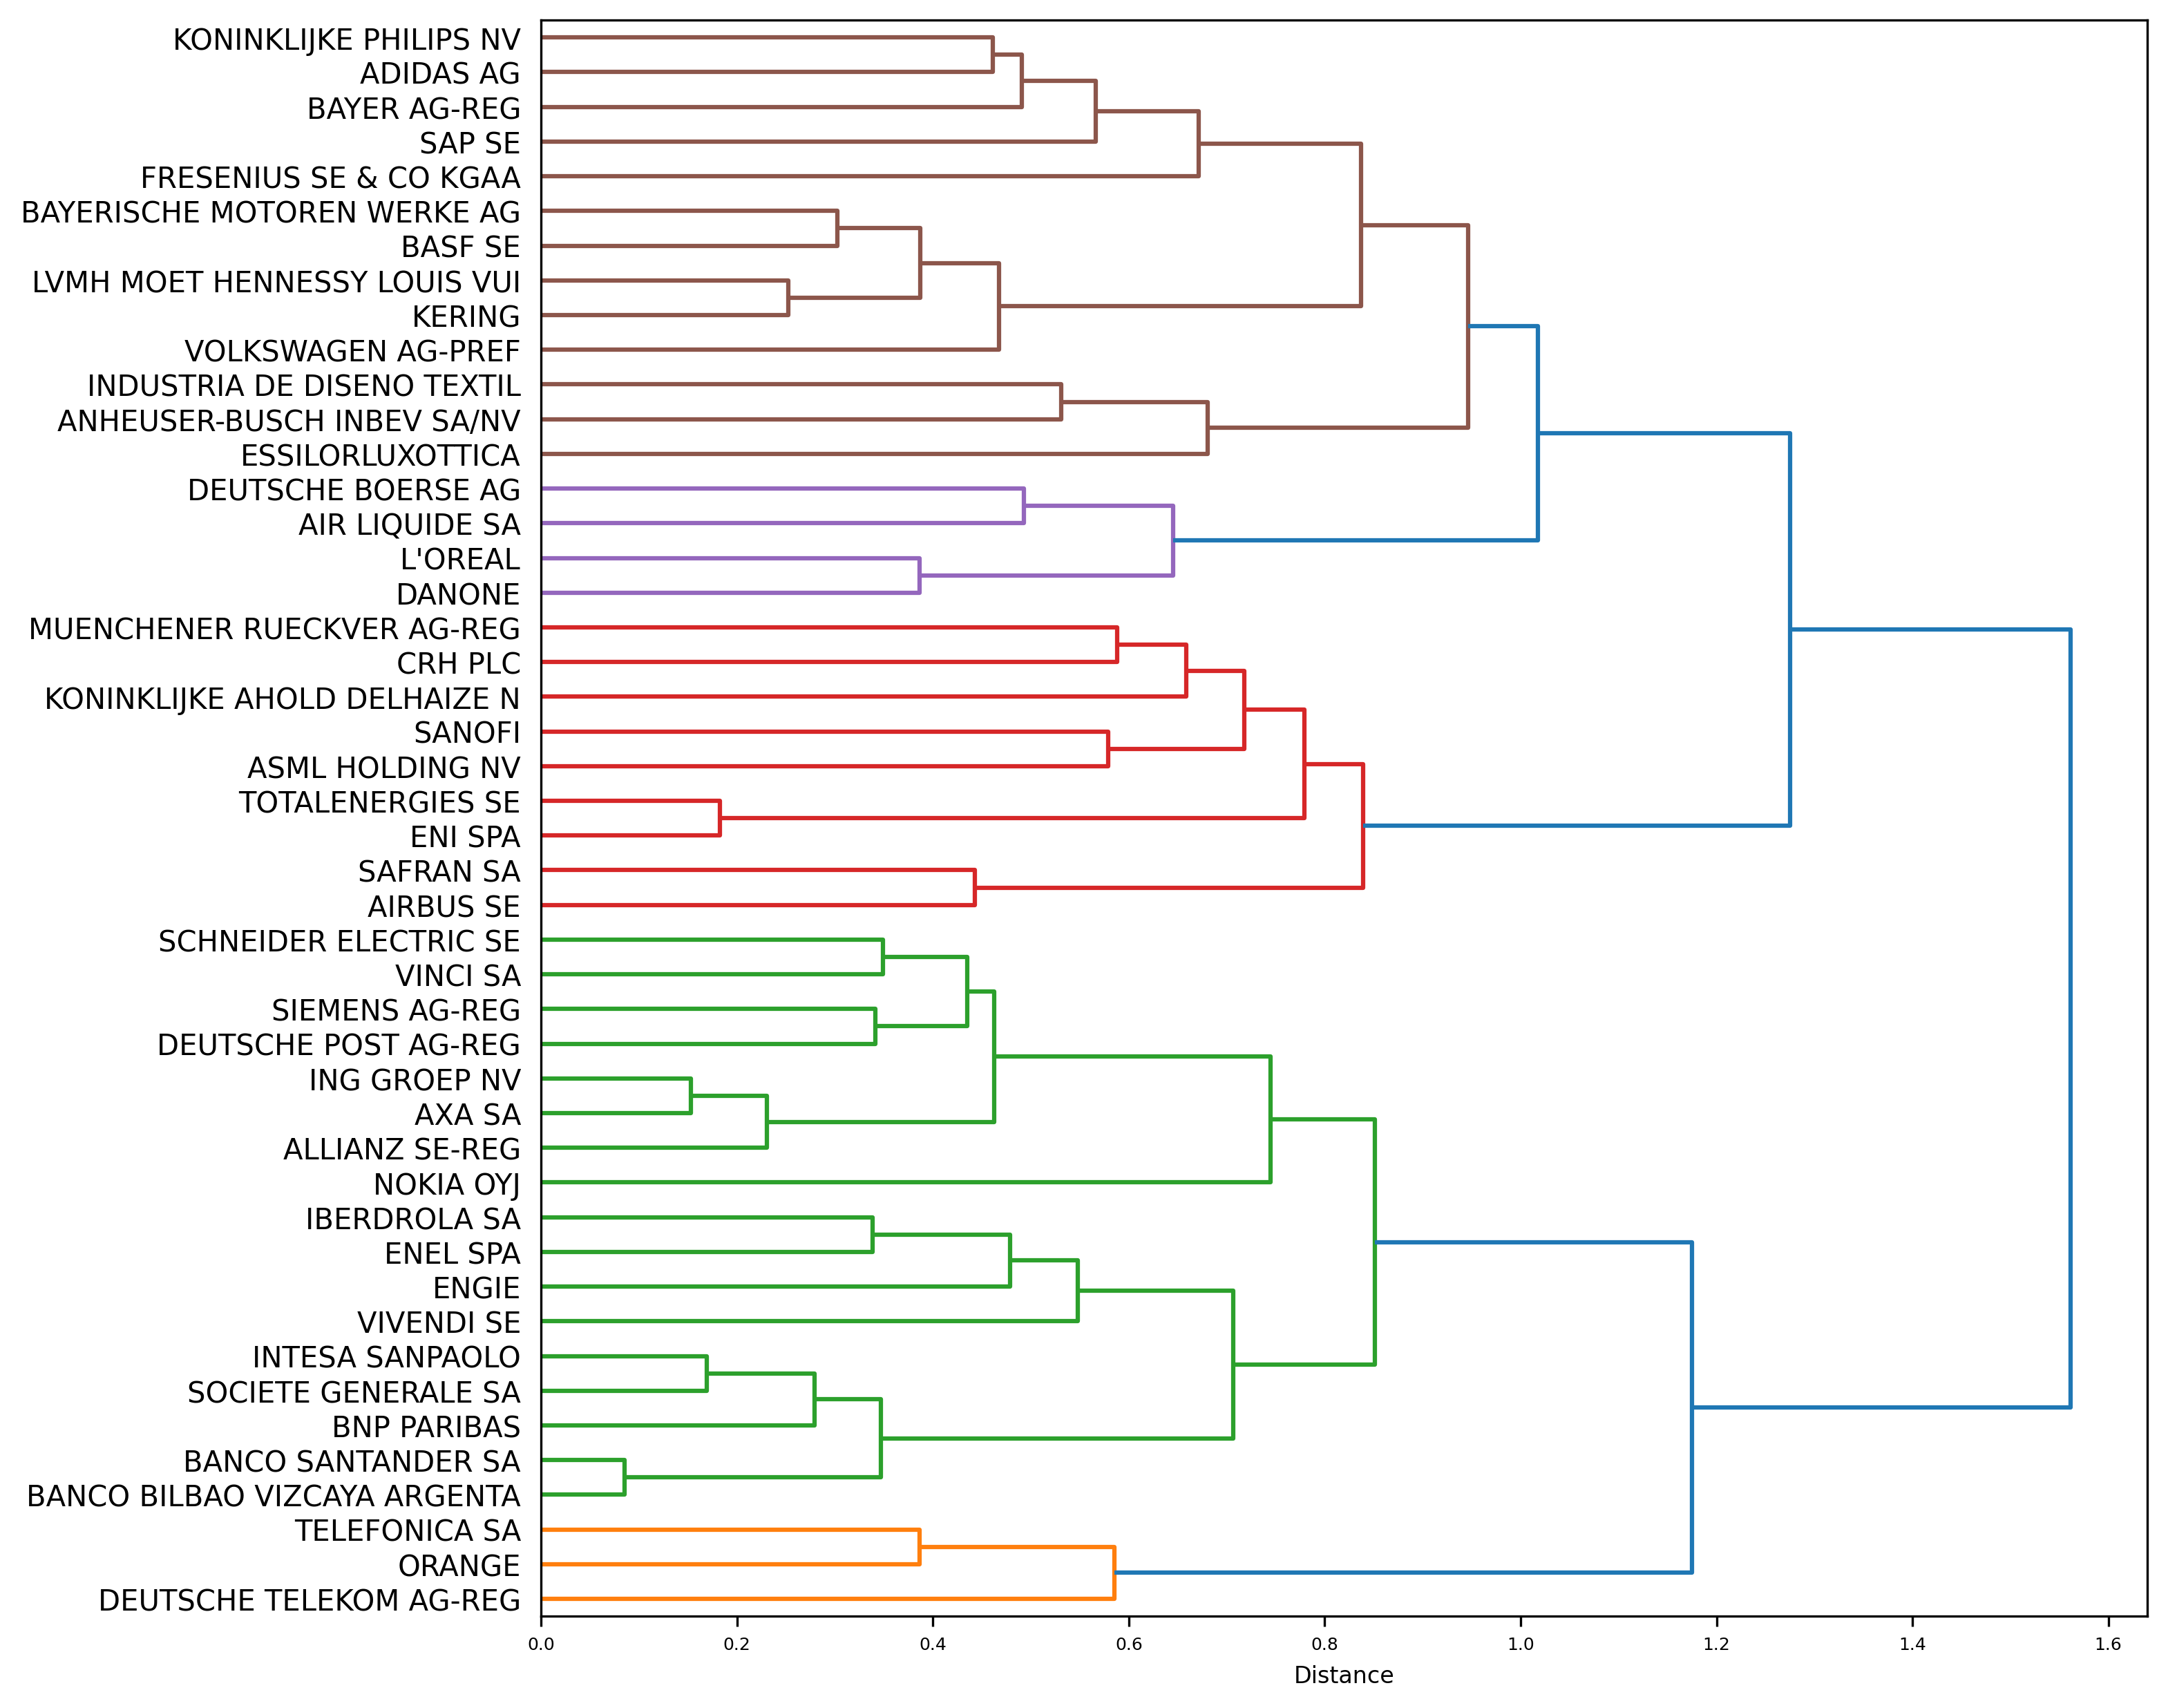 KONINKLIJKE PHILIPS NV
ADIDAS AG
BAYER AG-REG
SAP SE
FRESENIUS SE & CO KGAA
BAYERISCHE MOTOREN WERKE AG
BASF SE
LVMH MOET HENNESSY LOUIS VUI
KERING
VOLKSWAGEN AG-PREF
INDUSTRIA DE DISENO TEXTIL
ANHEUSER-BUSCH INBEV SA/NV
ESSILORLUXOTTICA
DEUTSCHE BOERSE AG
AIR LIQUIDE SA
L'OREAL
DANONE
MUENCHENER RUECKVER AG-REG
CRH PLC
KONINKLIJKE AHOLD DELHAIZE N
SANOFI
ASML HOLDING NV
TOTALENERGIES SE
ENI SPA
SAFRAN SA
AIRBUS SE
SCHNEIDER ELECTRIC SE
VINCI SA
SIEMENS AG-REG
DEUTSCHE POST AG-REG
ING GROEP NV
AXA SA
ALLIANZ SE-REG
NOKIA OYJ
IBERDROLA SA
ENEL SPA
ENGIE
VIVENDI SE
INTESA SANPAOLO
SOCIETE GENERALE SA
BNP PARIBAS
BANCO SANTANDER SA
BANCO BILBAO VIZCAYA ARGENTA
TELEFONICA SA
ORANGE
DEUTSCHE TELEKOM AG-REG
0.0 0.2 0.4 0.6 0.8 1.0 1.2 1.4 1.6
Distance